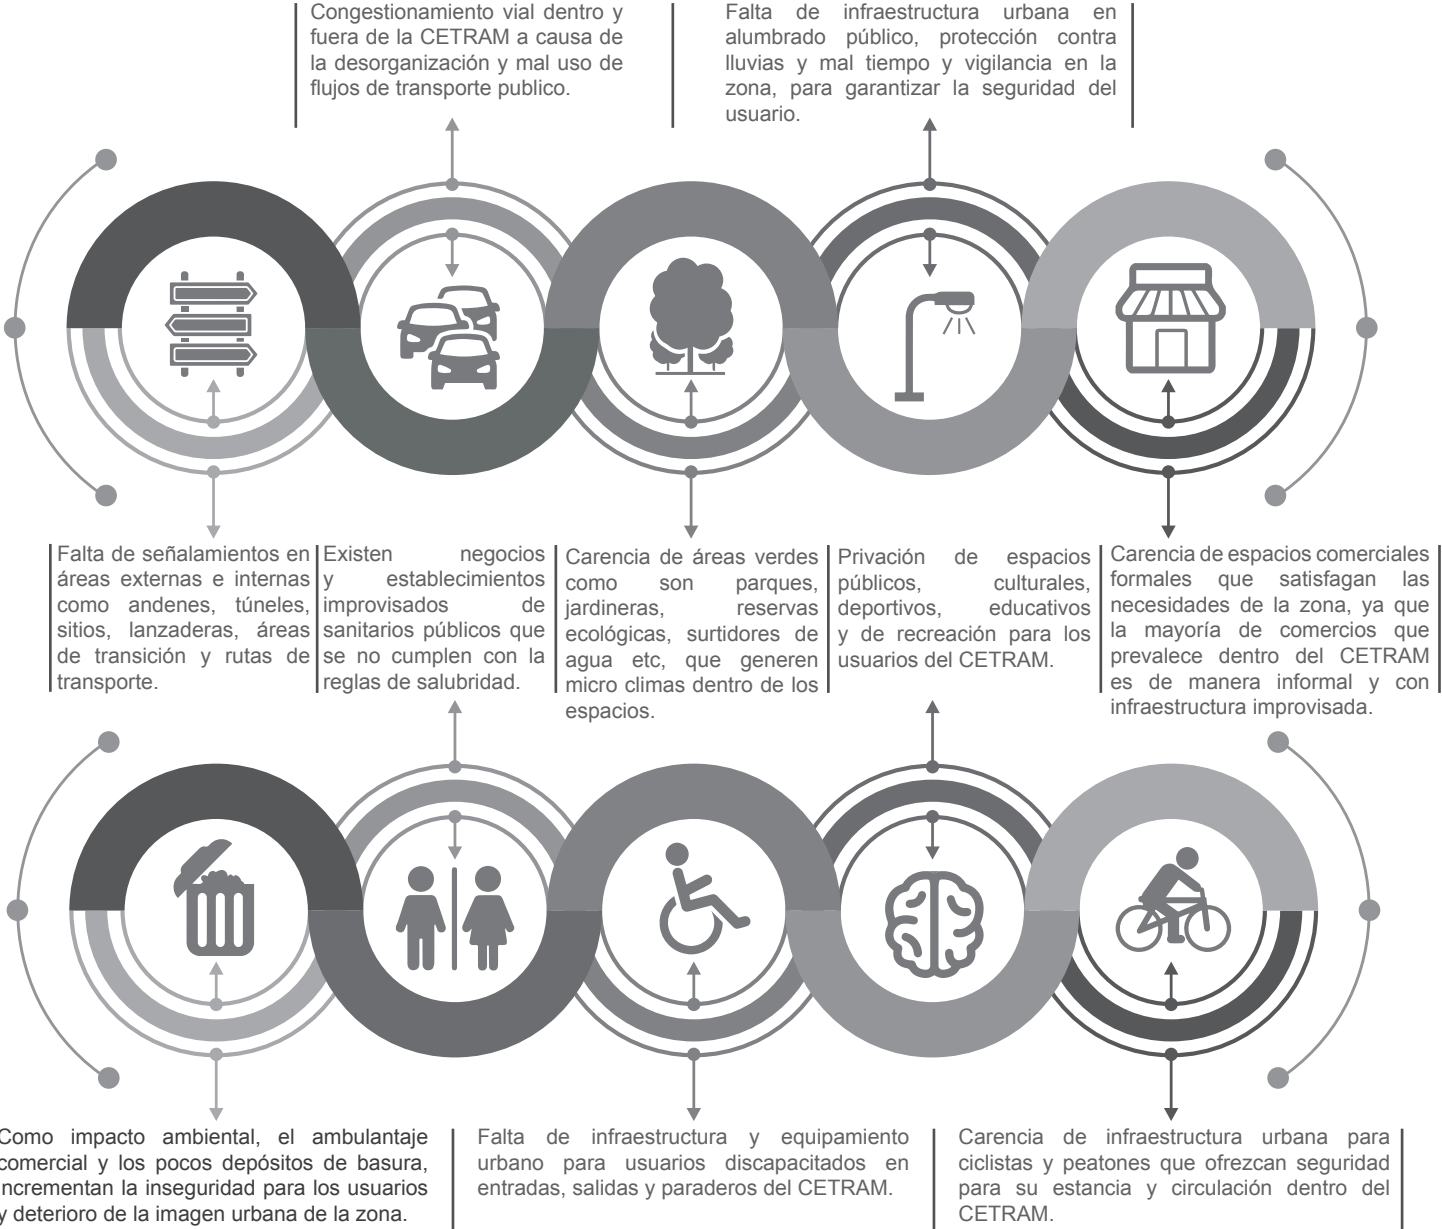 Congestionamiento vial dentro y
fuera de la CETRAM a causa de
la desorganización y mal uso de
flujos de transporte publico.
Falta de infraestructura urbana en
alumbrado público, protección contra
lluvias y mal tiempo y vigilancia en la
zona, para garantizar la seguridad del
usuario.
Falta de señalamientos en
áreas externas e internas
como andenes, túneles,
sitios, lanzaderas, áreas
de transición y rutas de
transporte.
Existen negocios
y establecimientos
improvisados de
sanitarios públicos que
se no cumplen con la
reglas de salubridad.
Carencia de áreas verdes
como son parques,
jardineras, reservas
ecológicas, surtidores de
agua etc, que generen
micro climas dentro de los
espacios.
Privación de espacios
públicos, culturales,
deportivos, educativos
y de recreación para los
usuarios del CETRAM.
Carencia de espacios comerciales
formales que satisfagan las
necesidades de la zona, ya que
la mayoría de comercios que
prevalece dentro del CETRAM
es de manera informal y con
infraestructura improvisada.
Como impacto ambiental, el ambulantaje
comercial y los pocos depósitos de basura,
incrementan la inseguridad para los usuarios
y deterioro de la imagen urbana de la zona.
Falta de infraestructura y equipamiento
urbano para usuarios discapacitados en
entradas, salidas y paraderos del CETRAM.
Carencia de infraestructura urbana para
ciclistas y peatones que ofrezcan seguridad
para su estancia y circulación dentro del
CETRAM.